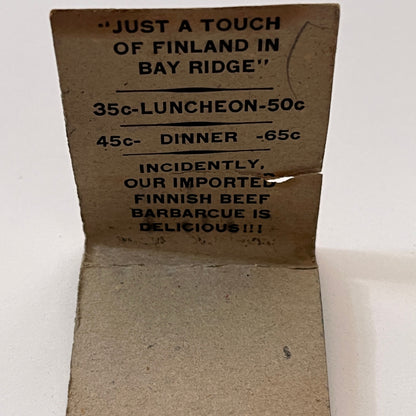 "JUST A TOUCH
OF FINLAND IN
BAY RIDGE"
35c-LUNCHEON-50c
45c- DINNER -65c
INCIDENTLY,
OUR IMPORTED
FINNISH BEEF
BARBARCUE IS
DELICIOUS!!!